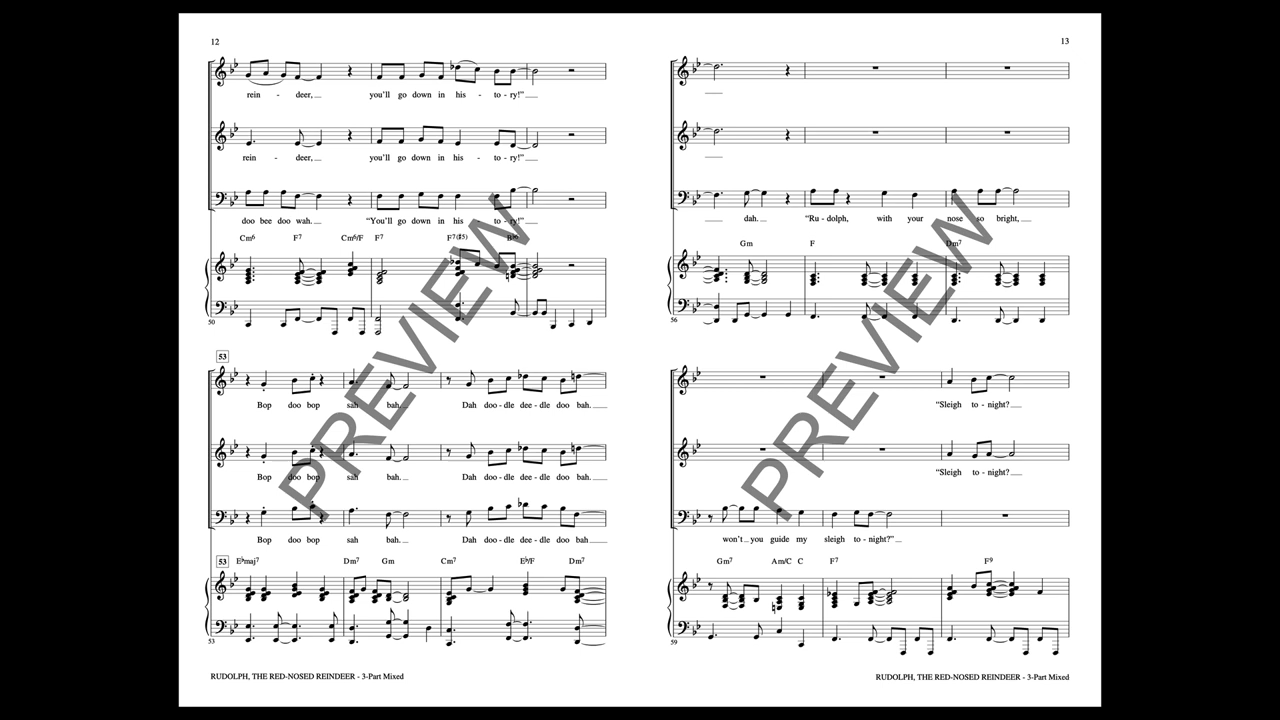 12
rein - deer, you'll go down in his - to - ry!"
rein - deer, you'll go down in his - to - ry!"
doo bee doo wah. "You'll go down in his - to - ry!"
Cm6 F7 Cm6/F F7 F7(♯5) B♭6
50
53
Bop doo bop sah bah. Dah doo - dle dee - dle doo bah.
Bop doo bop sah bah. Dah doo - dle dee - dle doo bah.
Bop doo bop sah bah. Dah doo - dle dee - dle doo bah
53 E♭maj7 Dm7 Gm Cm7 E♭/F Dm7
53
RUDOLPH, THE RED-NOSED REINDEER - 3-Part Mixed
13
dah. "Ru - dolph, with your nose so bright,
Gm F Dm7
56
"Sleigh to - night?
"Sleigh to - night?
won't you guide my sleigh to - night?"
Gm7 Am/C C F7 F9
59
RUDOLPH, THE RED-NOSED REINDEER - 3-Part Mixed
PREVIEW
PREVIEW